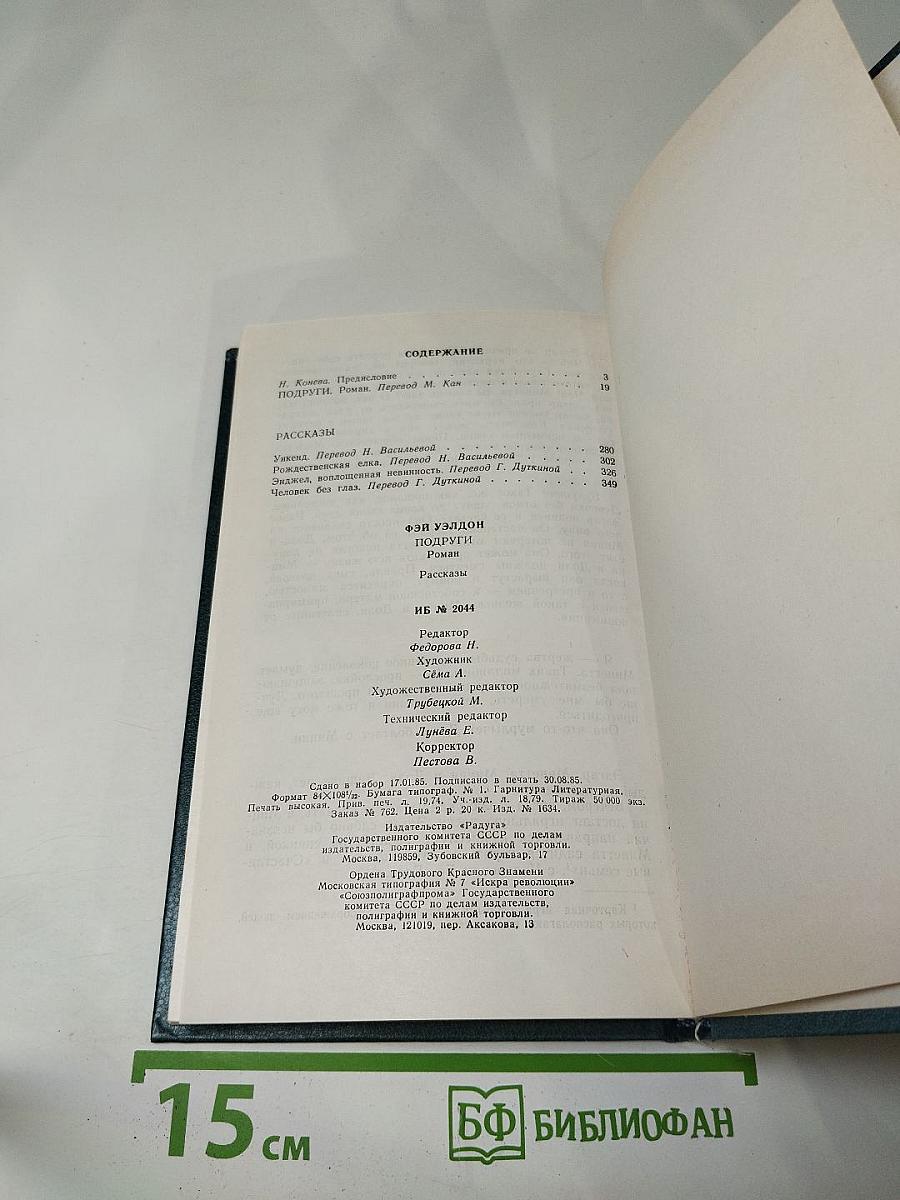 СОДЕРЖАНИЕ
Н. Конева. Предисловие . . . . . . . . . . . . . . 3
ПОДРУГИ. Роман. Перевод М. Кан . . . . . . . . . 19
РАССКАЗЫ
Уикенд. Перевод Н. Васильевой . . . . . . . . . . 280
Рождественская елка. Перевод Н. Васильевой . . . . . 302
Энджел, воплощенная невинность. Перевод Г. Дуткиной . . 326
Человек без глаз. Перевод Г. Дуткиной . . . . . . . . 349
ФЭЙ УЭЛДОН
ПОДРУГИ
Роман
Рассказы
ИБ № 2044
Редактор
Федорова Н.
Художник
Сёма А.
Художественный редактор
Трубецкой М.
Технический редактор
Лунёва Е.
Корректор
Пестова В.
Сдано в набор 17.01.85. Подписано в печать 30.08.85.
Формат 84×108¹/₃₂. Бумага типограф. № 1. Гарнитура Литературная.
Печать высокая. Прив. печ. л. 19,74. Уч.-изд. л. 18,79. Тираж 50 000 экз.
Заказ № 762. Цена 2 р. 20 к. Изд. № 1634.
Издательство «Радуга»
Государственного комитета СССР по делам
издательств, полиграфии и книжной торговли.
Москва, 119859, Зубовский бульвар, 17
Ордена Трудового Красного Знамени
Московская типография № 7 «Искра революции»
«Союзполиграфпрома» Государственного
комитета СССР по делам издательств,
полиграфии и книжной торговли.
Москва, 121019, пер. Аксакова, 13
15 см
БФ БИБЛИОФАН